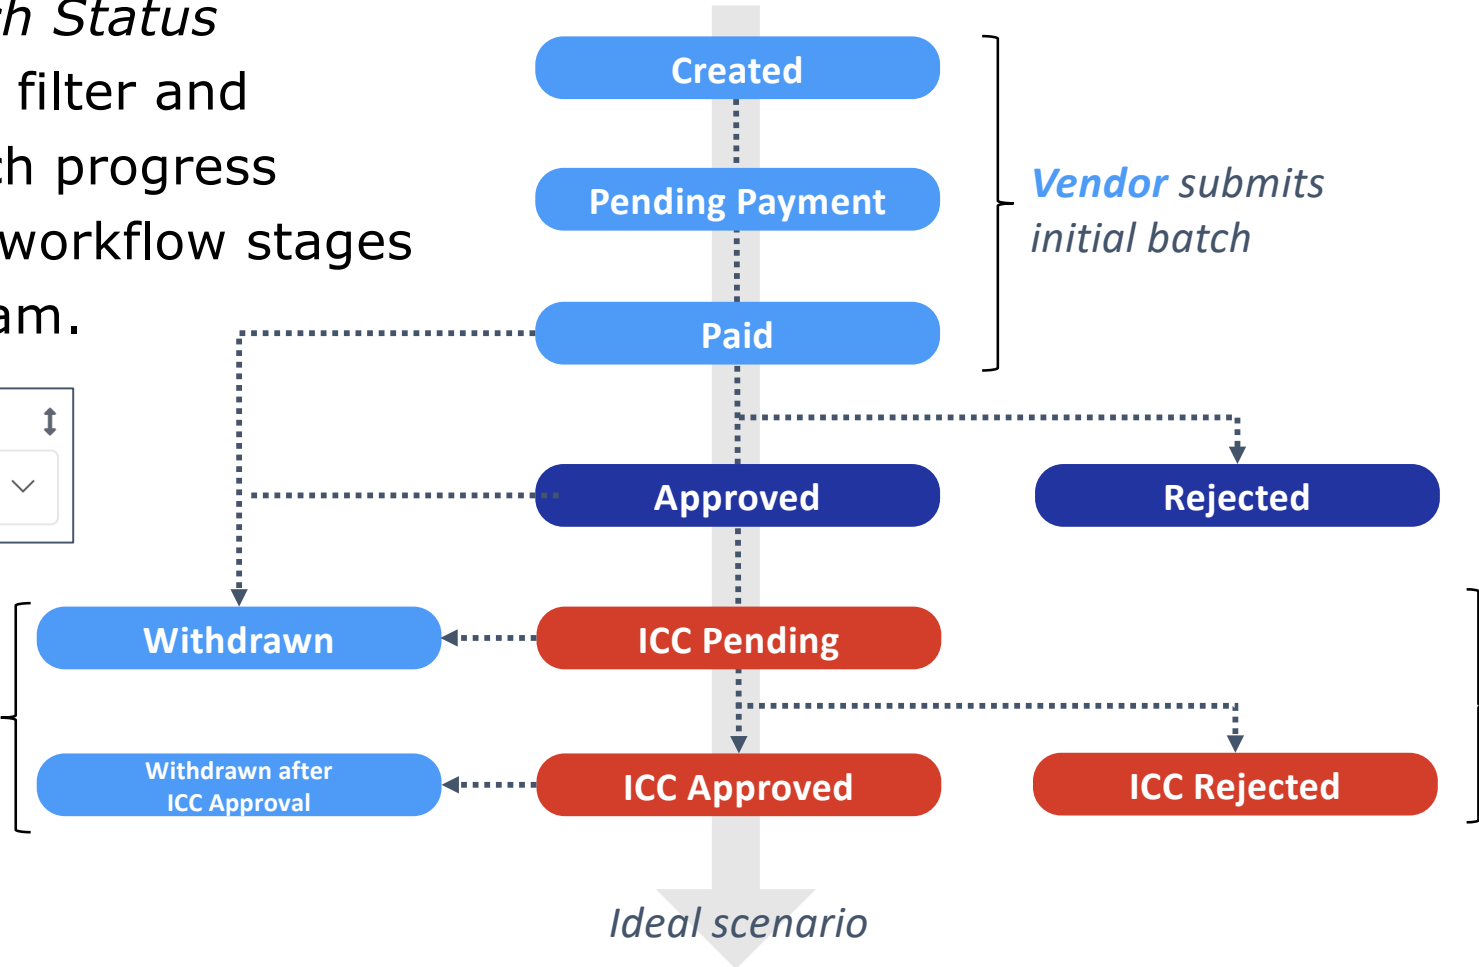 h Status
filter and
ch progress
workflow stages
am.
Created
Pending Payment
Paid
Vendor submits
initial batch
Approved
Rejected
Withdrawn
ICC Pending
Withdrawn after
ICC Approval
ICC Approved
ICC Rejected
Ideal scenario